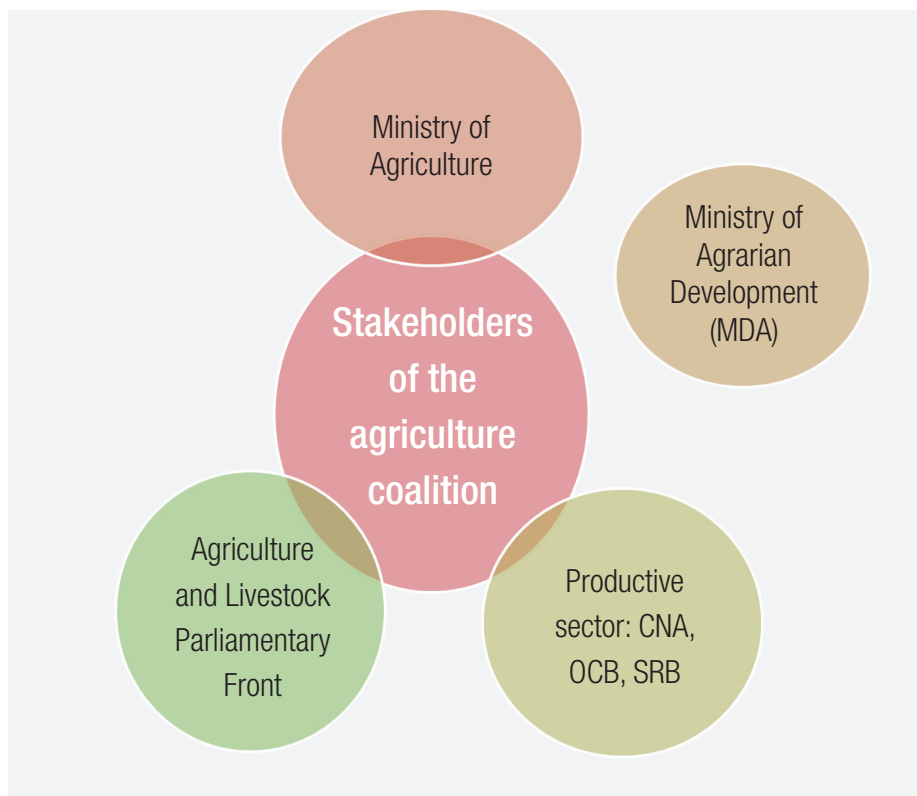 Ministry of
Agriculture
Ministry of
Agrarian
Development
(MDA)
Stakeholders
of the
agriculture
coalition
Agriculture
and Livestock
Parliamentary
Front
Productive
sector: CNA,
OCB, SRB